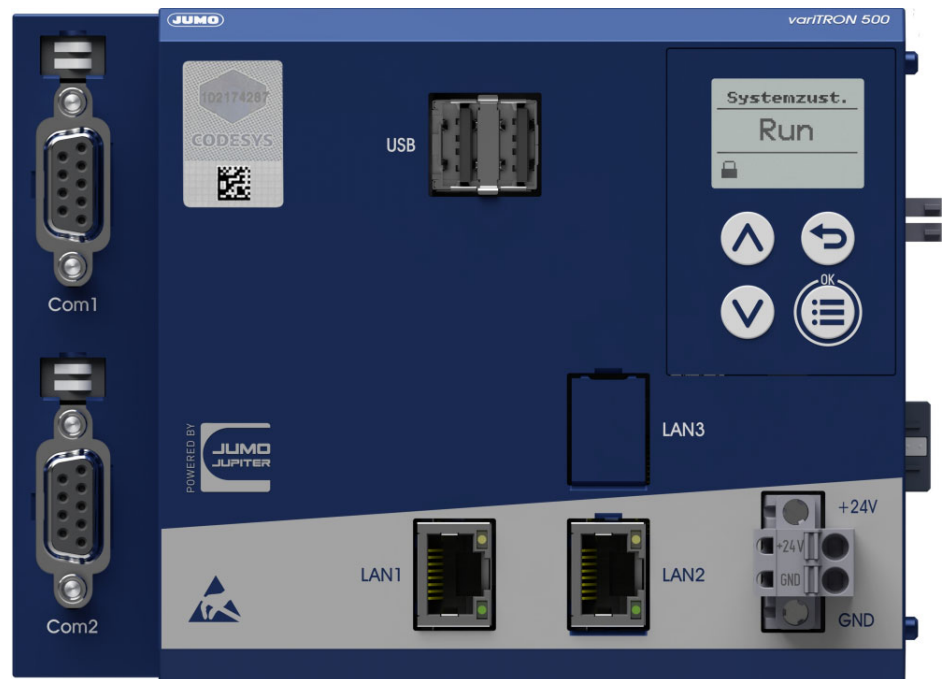 JUMO
variTRON 500
102174267
CODESYS
USB
Systemzust.
Run
OK
Com1
LAN3
POWERED BY
JUMO
JUPITER
+24V
+24V
LAN1
LAN2
GND
GND
Com2